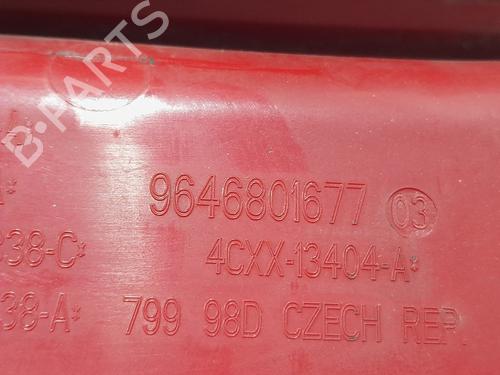 B-PARTS
9646801677 03
38-C* 4CXX-13404-A*
38-A* 799 98D CZECH REP.